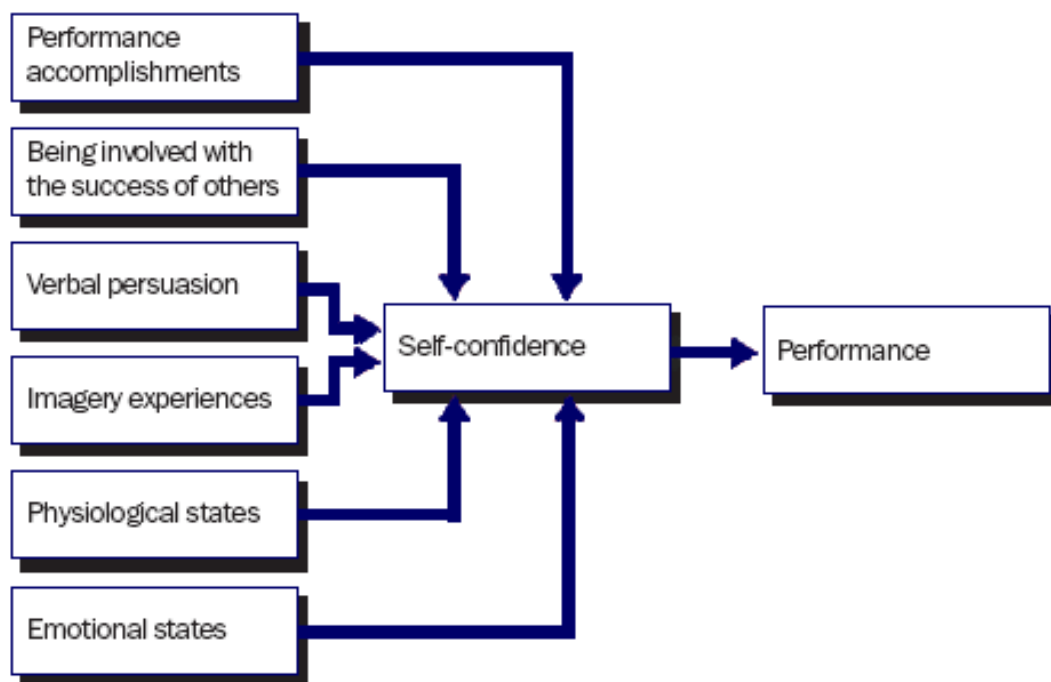 Performance
accomplishments
Being involved with
the success of others
Verbal persuasion
Imagery experiences
Physiological states
Emotional states
Self-confidence
Performance